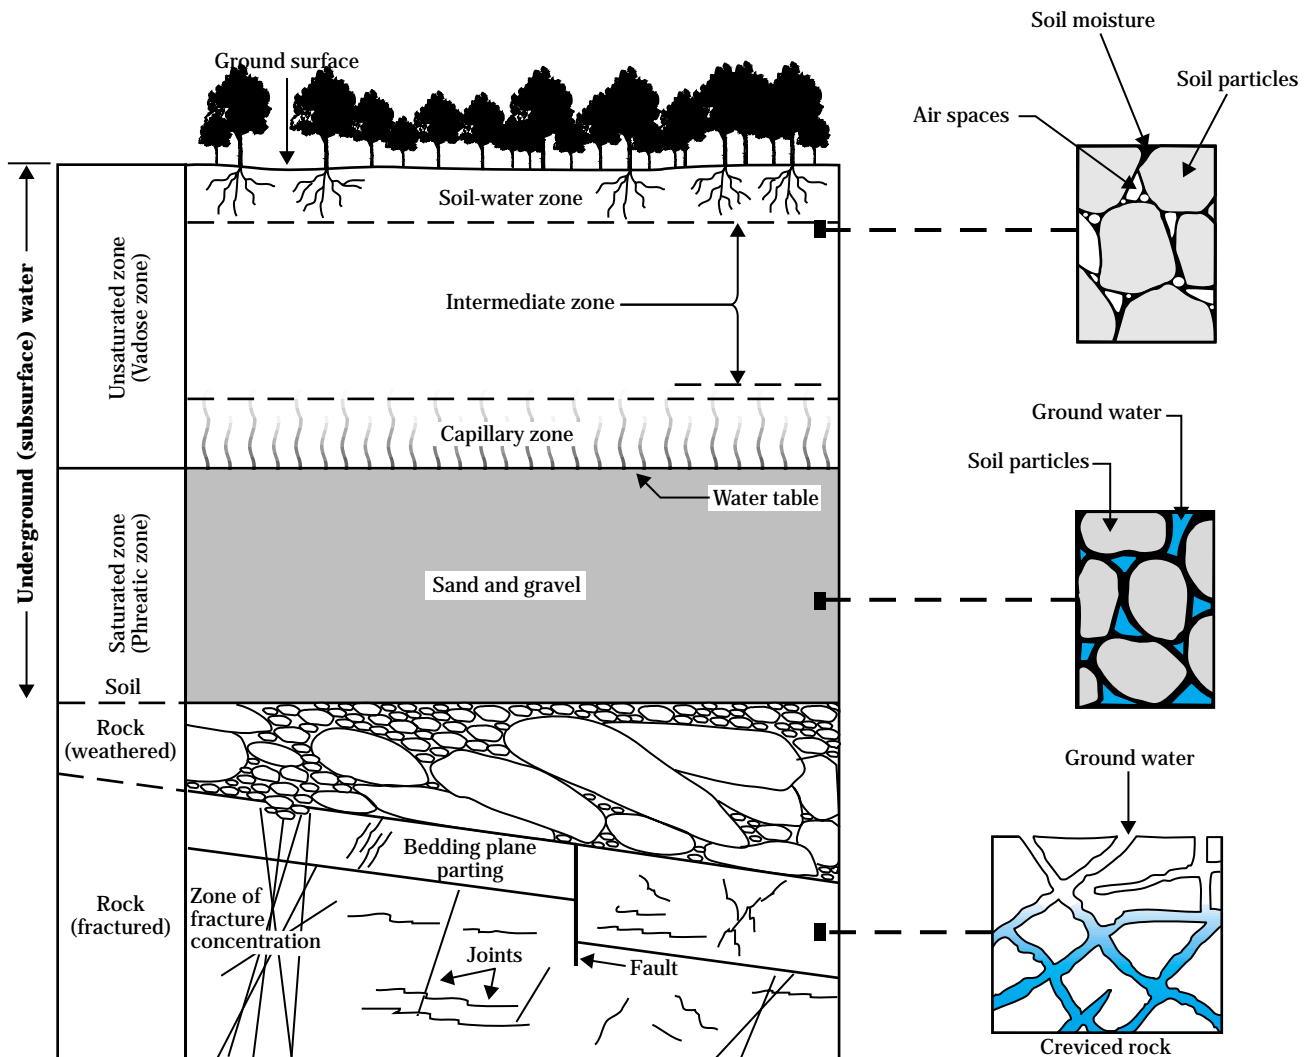 Ground surface
Soil moisture
Soil particles
Air spaces
Soil-water zone
Underground (subsurface) water
Unsaturated zone
(Vadose zone)
Intermediate zone
Capillary zone
Ground water
Soil particles
Water table
Saturated zone
(Phreatic zone)
Sand and gravel
Soil
Rock
(weathered)
Ground water
Bedding plane
parting
Rock
(fractured)
Zone of
fracture
concentration
Joints
Fault
Creviced rock